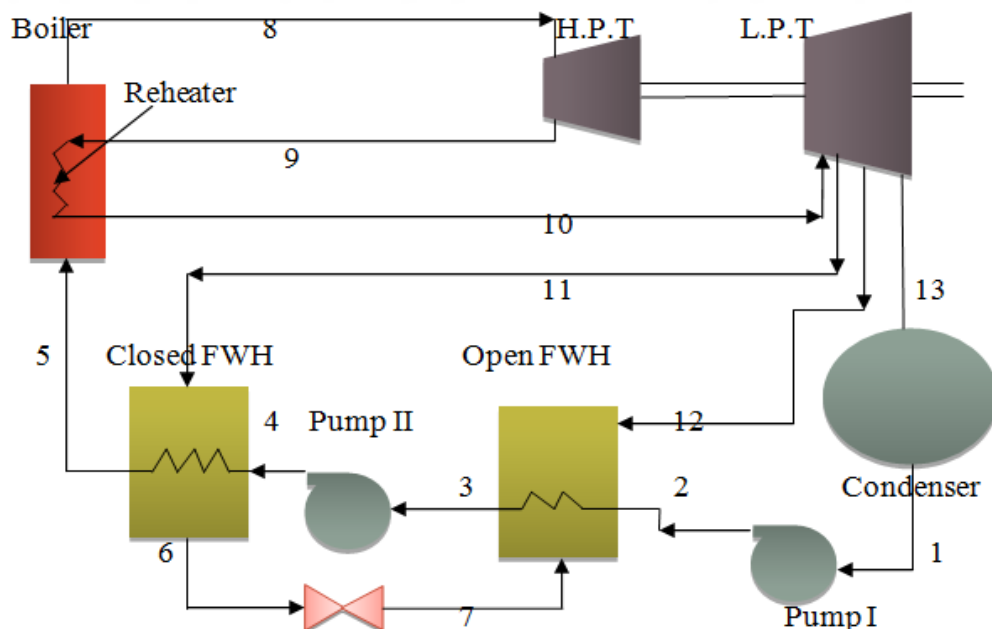 8
Boiler
H.P.T
L.P.T
Reheater
9
10
11
13
5
Closed FWH
Open FWH
4
Pump II
12
3
2
Condenser
6
1
7
Pump I